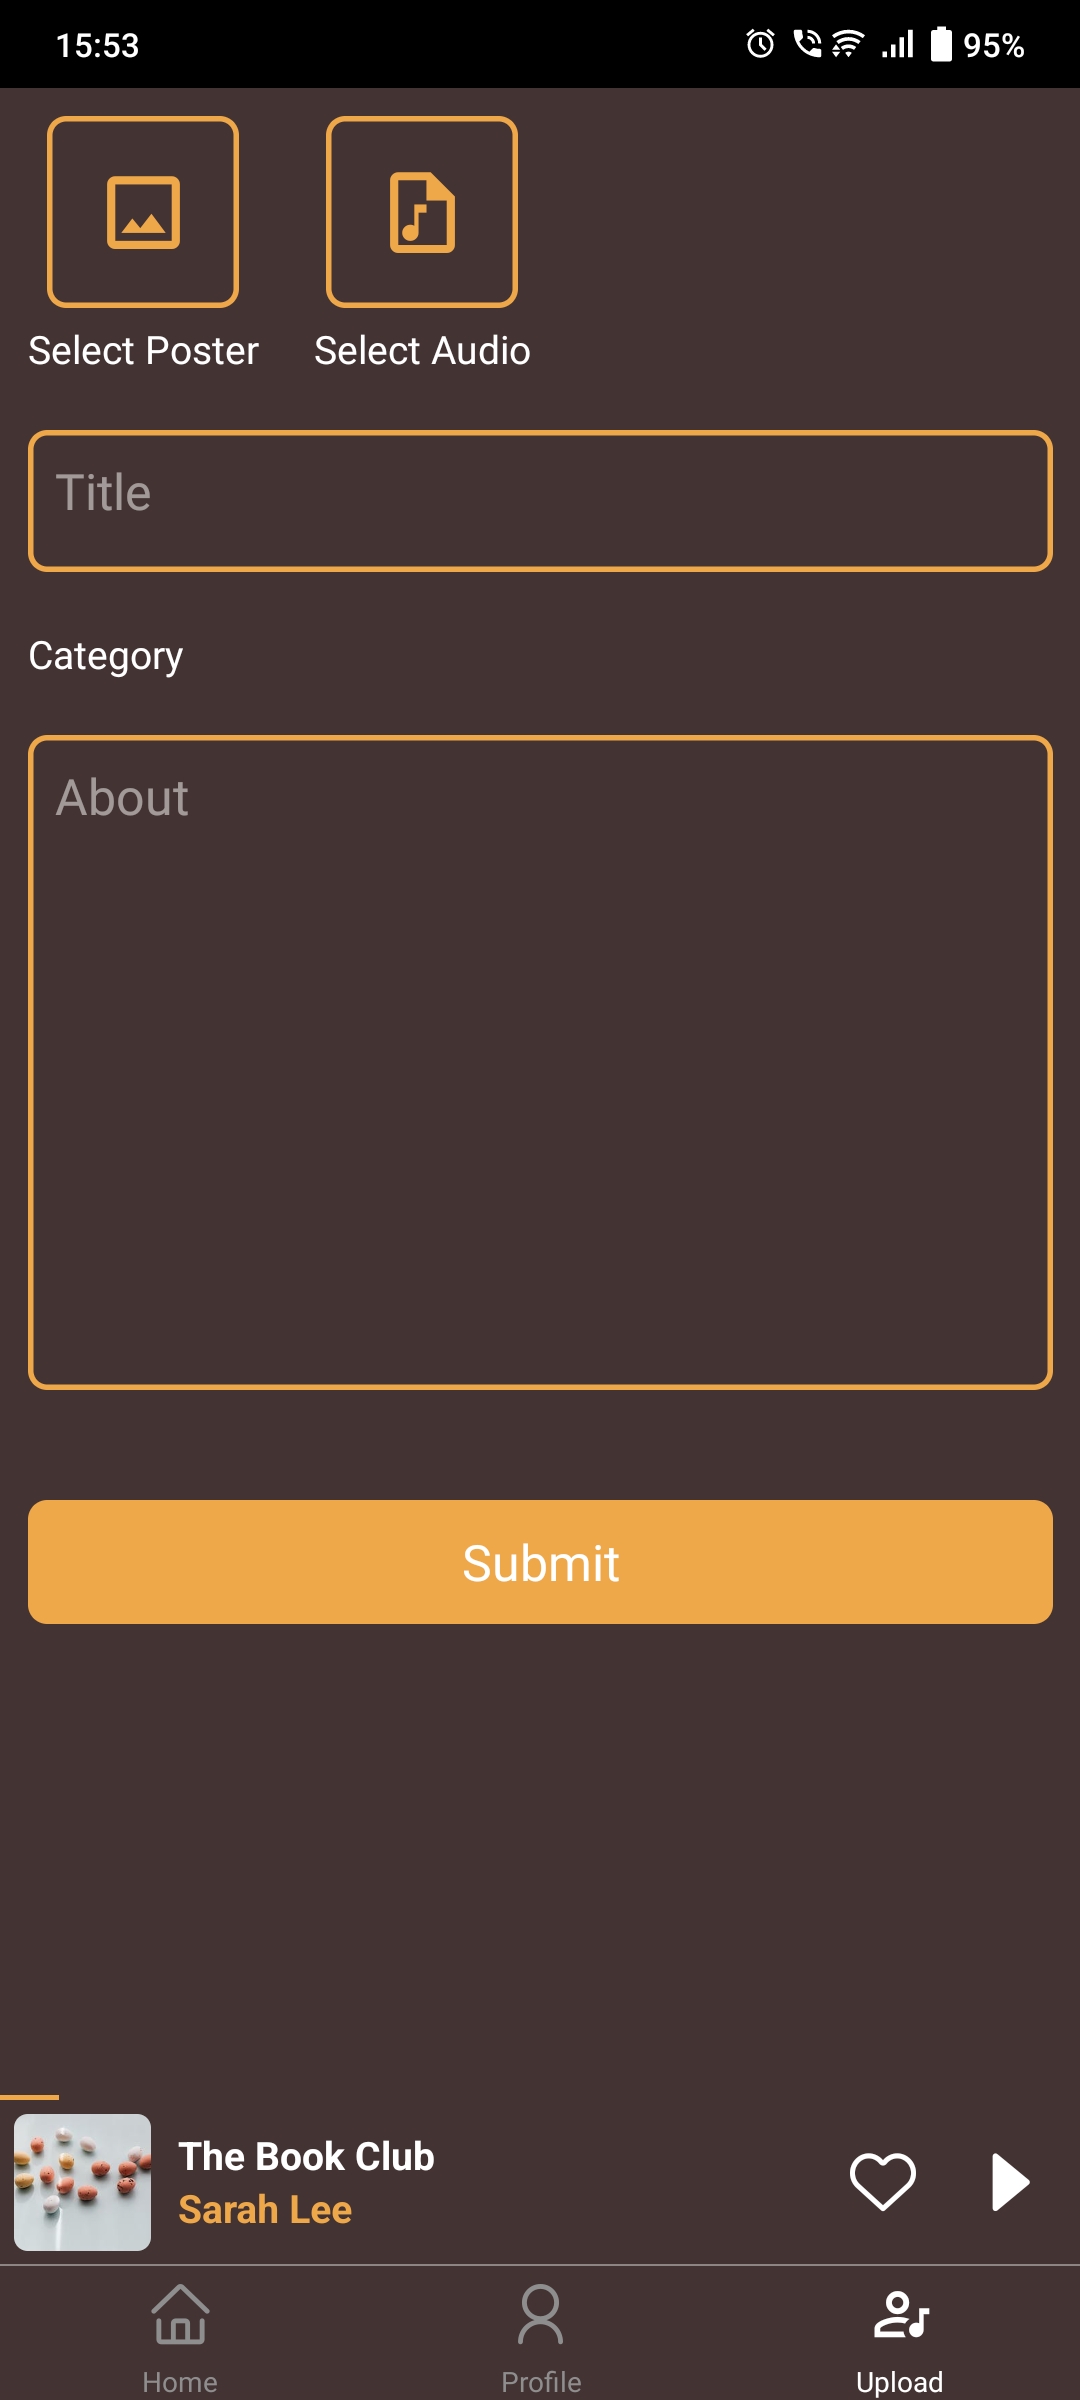 15:53 95%
Select Poster Select Audio
Title
Category
About
Submit
The Book Club
Sarah Lee
Home Profile Upload